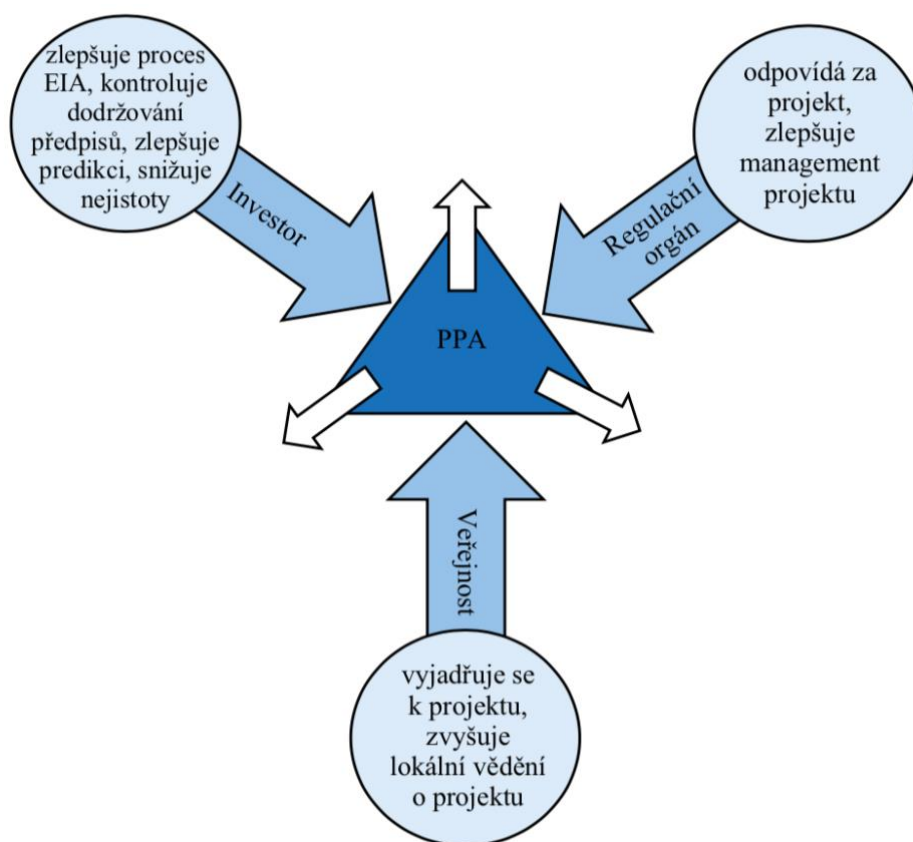 zlepšuje proces
EIA, kontroluje
dodržování
předpisů, zlepšuje
predikci, snižuje
nejistoty
Investor
odpovídá za
projekt,
zlepšuje
management
projektu
Regulační
orgán
PPA
Veřejnost
vyjadřuje se
k projektu,
zvyšuje
lokální vědění
o projektu